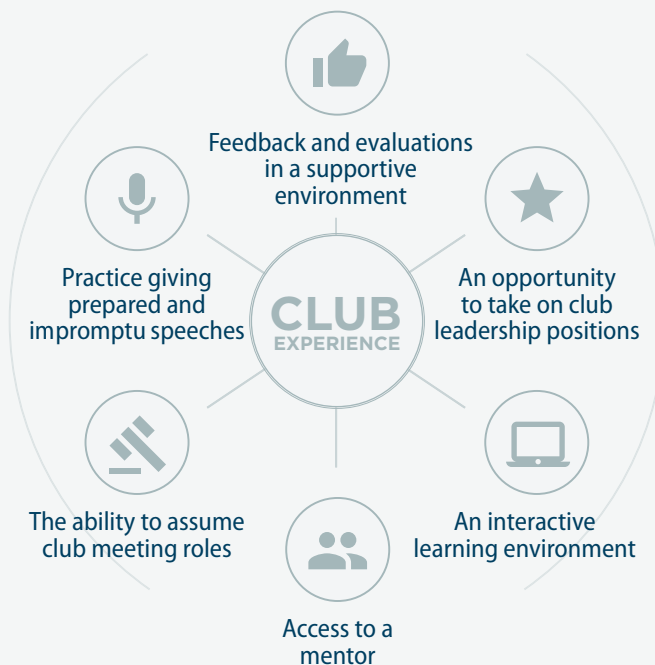 Feedback and evaluations
in a supportive
environment
Practice giving
prepared and
impromptu speeches
An opportunity
to take on club
leadership positions
CLUB
EXPERIENCE
The ability to assume
club meeting roles
An interactive
learning environment
Access to a
mentor